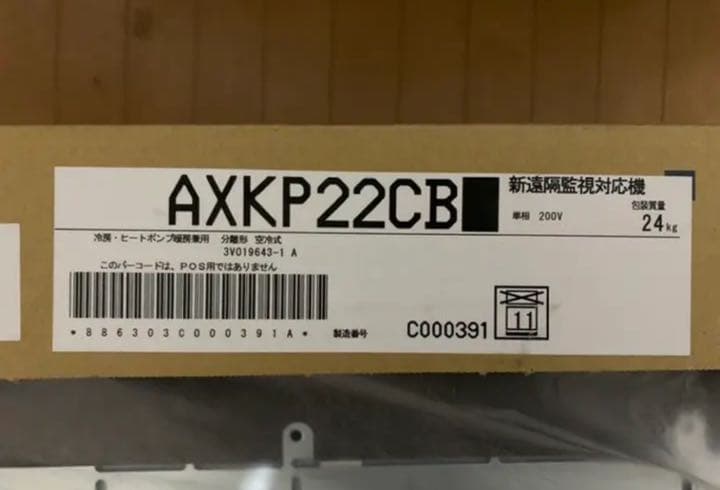 AXKP22CB■ 新遠隔監視対応機
単相 200V 包装質量
24kg
冷房・ヒートポンプ暖房兼用 分離形 空冷式
3V019643-1 A
このバーコードは、POS用ではありません
*886303C000391A* 製造番号 C000391
11